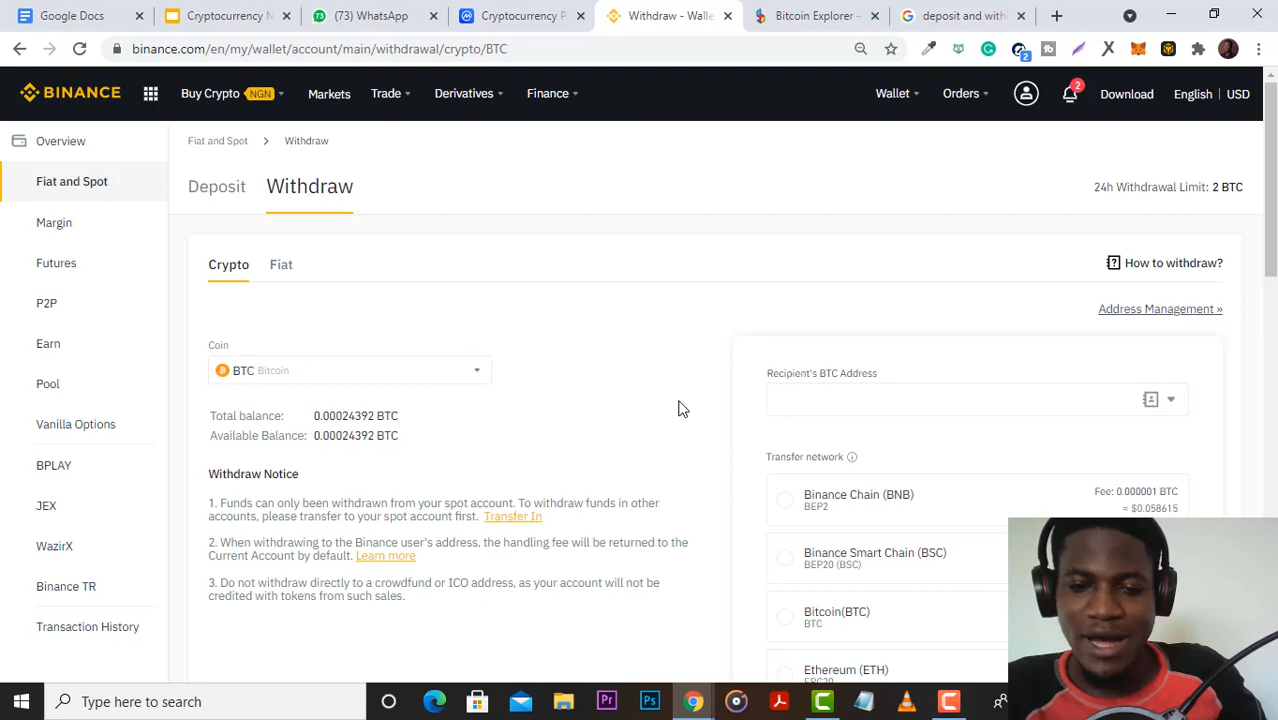 Google Docs
Cryptocurrency N
(73) WhatsApp
Cryptocurrency P
Withdraw - Walle
Bitcoin Explorer –
deposit and with
binance.com/en/my/wallet/account/main/withdrawal/crypto/BTC
2
BINANCE
Buy Crypto NGN
Markets
Trade
Derivatives
Finance
Wallet
Orders
2
Download
English | USD
Overview
Fiat and Spot
Margin
Futures
P2P
Earn
Pool
Vanilla Options
BPLAY
JEX
WazirX
Binance TR
Transaction History
Fiat and Spot > Withdraw
Deposit Withdraw
24h Withdrawal Limit: 2 BTC
Crypto Fiat
How to withdraw?
Address Management »
Coin
BTC Bitcoin
Total balance: 0.00024392 BTC
Available Balance: 0.00024392 BTC
Withdraw Notice
1. Funds can only been withdrawn from your spot account. To withdraw funds in other
accounts, please transfer to your spot account first. Transfer In
2. When withdrawing to the Binance user's address, the handling fee will be returned to the
Current Account by default. Learn more
3. Do not withdraw directly to a crowdfund or ICO address, as your account will not be
credited with tokens from such sales.
Recipient's BTC Address
Transfer network
Binance Chain (BNB)
BEP2
Fee: 0.000001 BTC
≈ $0.058615
Binance Smart Chain (BSC)
BEP20 (BSC)
Bitcoin(BTC)
BTC
Ethereum (ETH)
ERC20
Type here to search
Pr
Ps